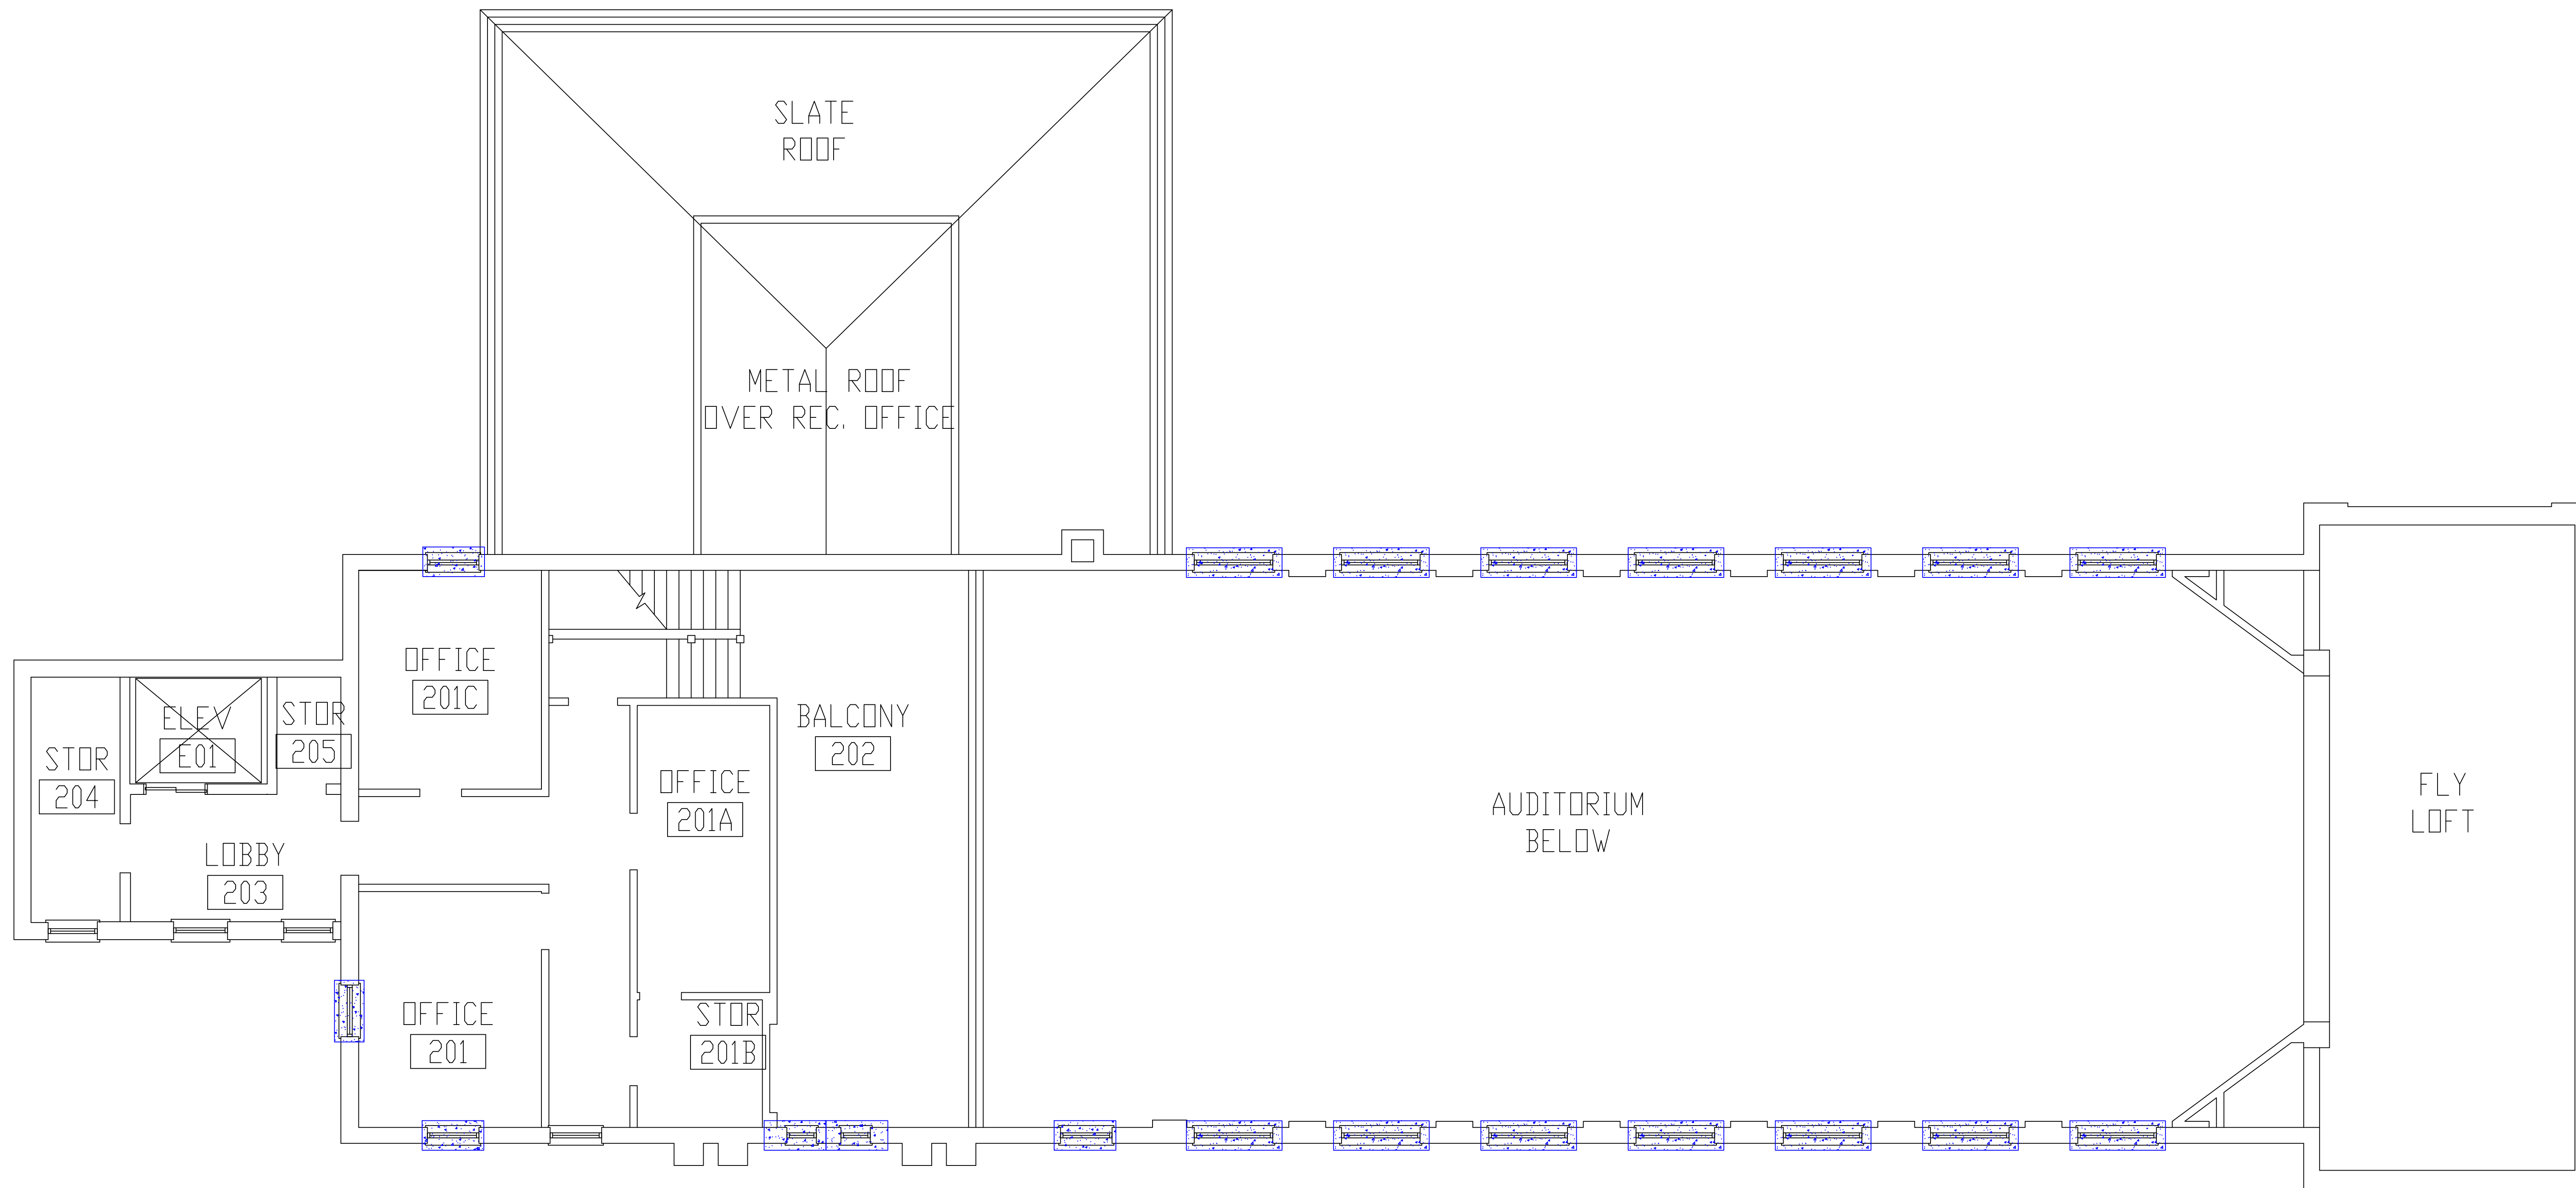 SLATE
ROOF
METAL ROOF
OVER REC. OFFICE
OFFICE
201C
ELEV
E01
STOR
205
STOR
204
LOBBY
203
OFFICE
201A
BALCONY
202
AUDITORIUM
BELOW
FLY
LOFT
OFFICE
201
STOR
201B